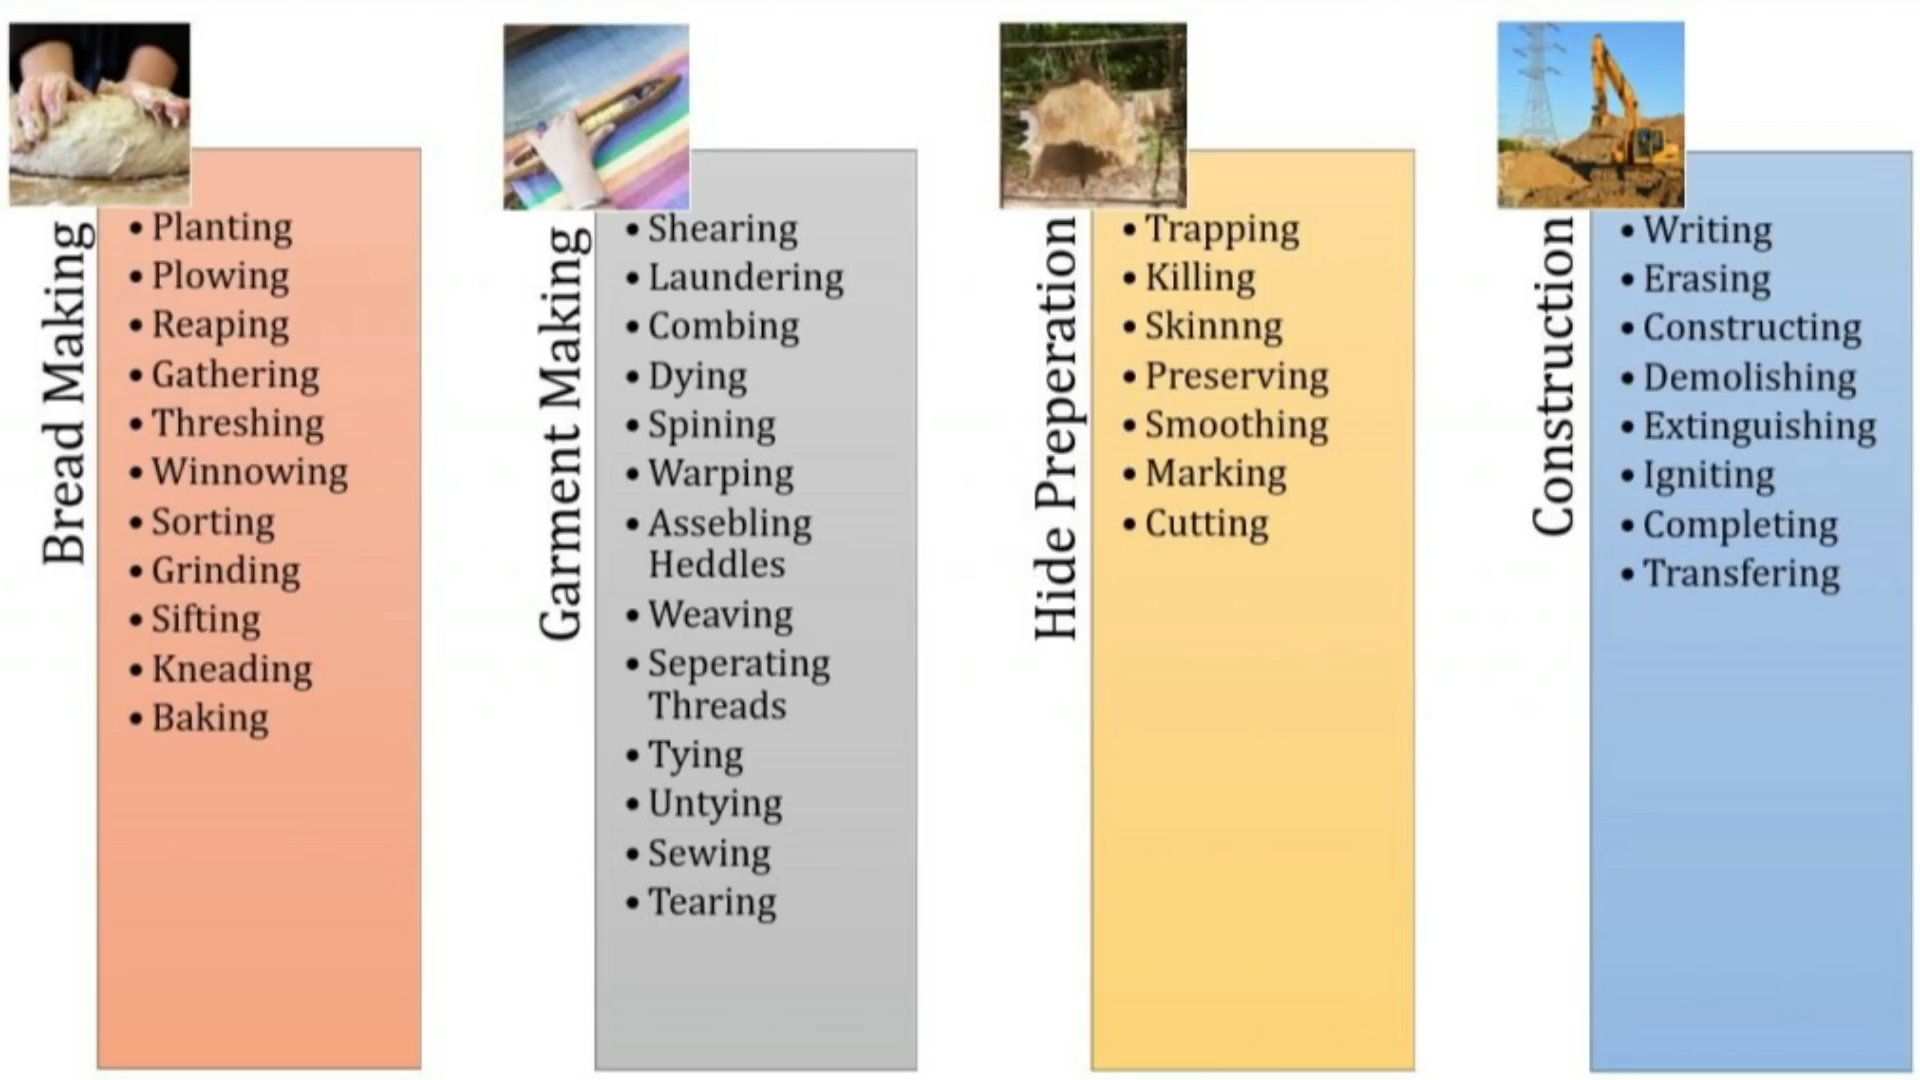 Bread Making
• Planting
• Plowing
• Reaping
• Gathering
• Threshing
• Winnowing
• Sorting
• Grinding
• Sifting
• Kneading
• Baking
Garment Making
• Shearing
• Laundering
• Combing
• Dying
• Spining
• Warping
• Assebling
Heddles
• Weaving
• Seperating
Threads
• Tying
• Untying
• Sewing
• Tearing
Hide Preperation
• Trapping
• Killing
• Skinnng
• Preserving
• Smoothing
• Marking
• Cutting
Construction
• Writing
• Erasing
• Constructing
• Demolishing
• Extinguishing
• Igniting
• Completing
• Transfering